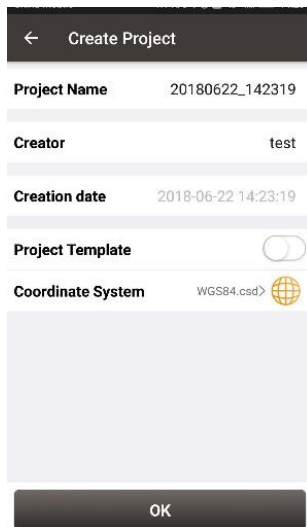 Create Project
Project Name 20180622_142319
Creator test
Creation date 2018-06-22 14:23:19
Project Template
Coordinate System WGS84.csd>
OK